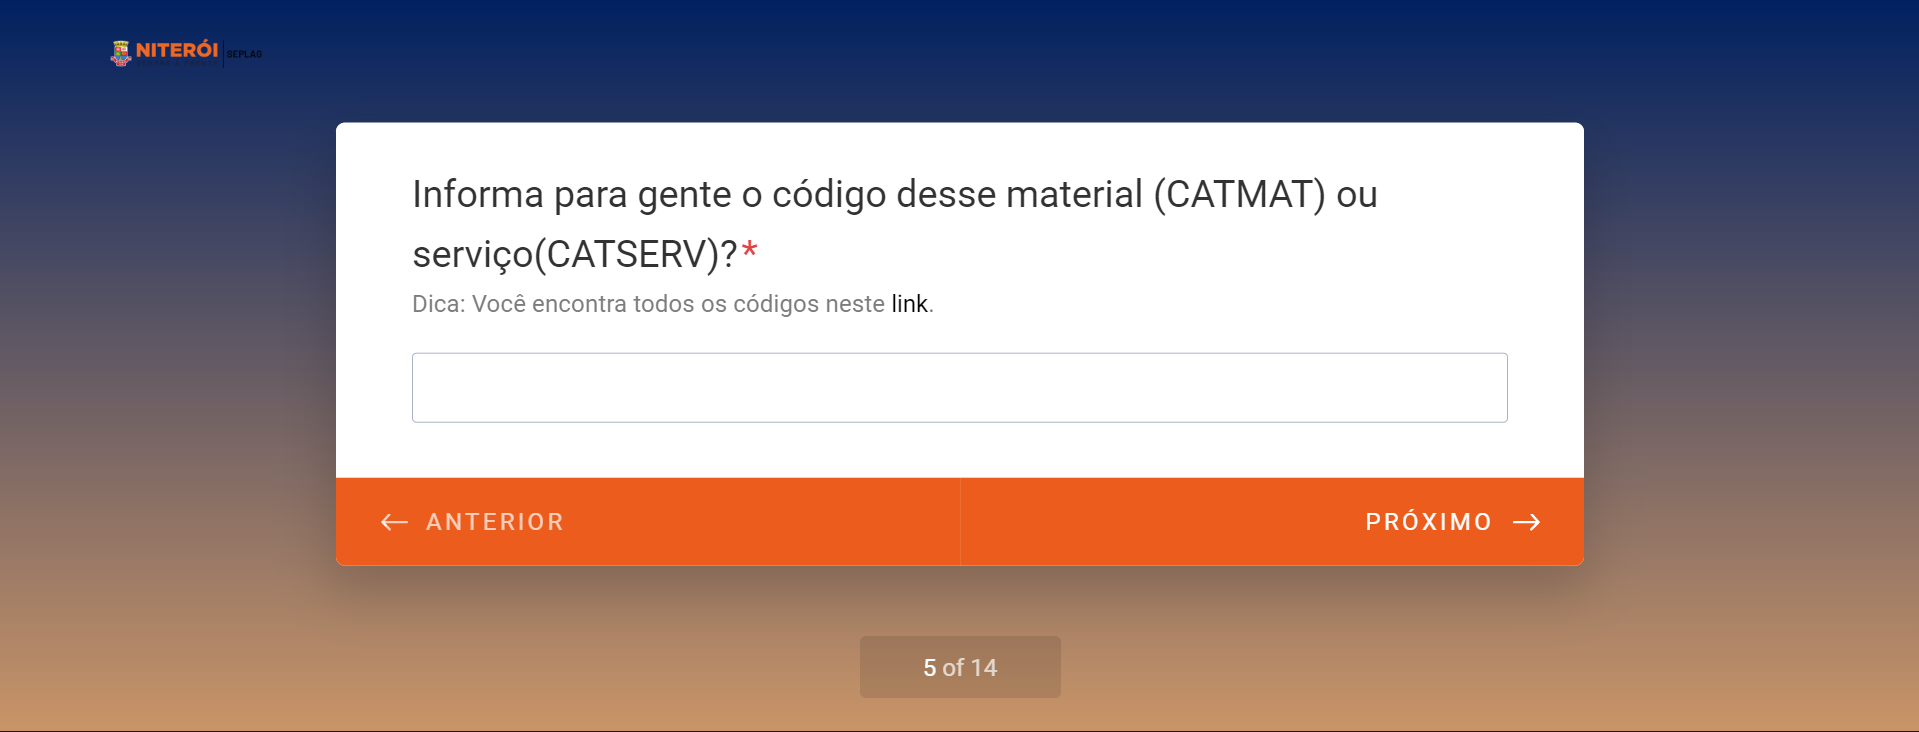 NITERÓI
SEPLAG
Informa para gente o código desse material (CATMAT) ou
serviço(CATSERV)?*
Dica: Você encontra todos os códigos neste link.
← ANTERIOR
PRÓXIMO →
5 of 14